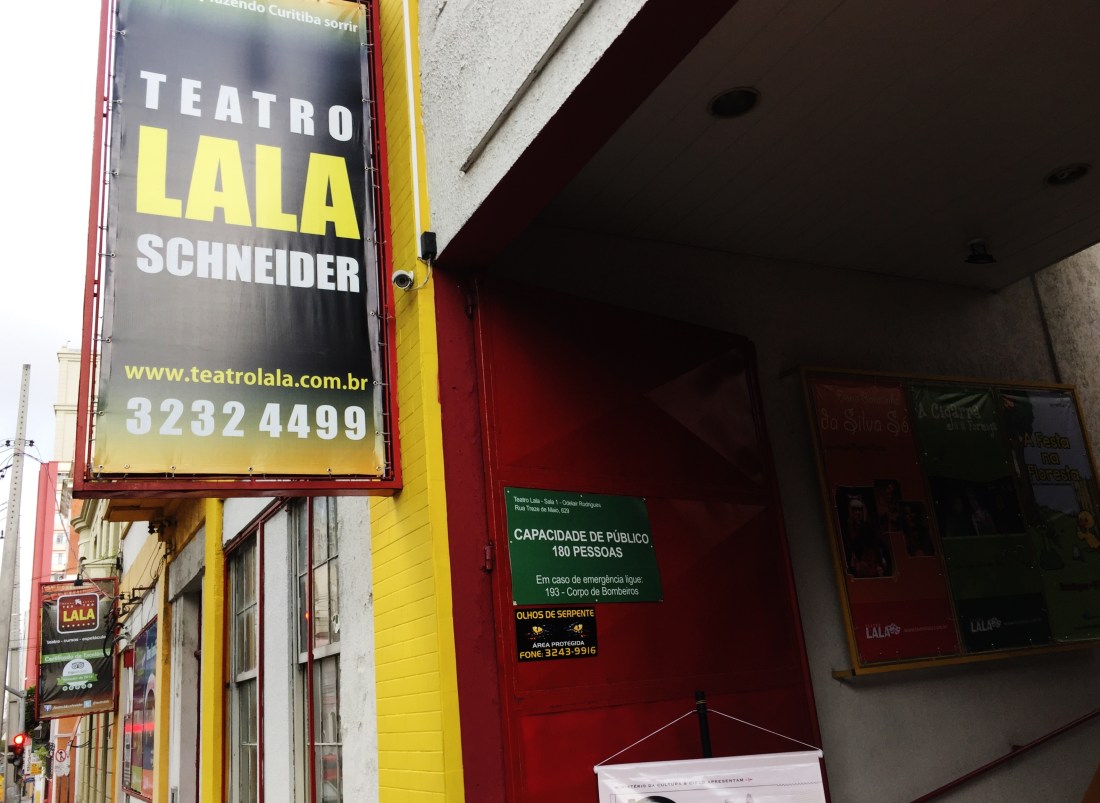 fazendo Curitiba sorrir
TEATRO
LALA
SCHNEIDER
www.teatrolala.com.br
3232 4499
LALA
Teatro Lala - Sala 1 - Odelair Rodrigues
Rua Treze de Maio, 629
CAPACIDADE DE PÚBLICO
180 PESSOAS
Em caso de emergência ligue:
193 - Corpo de Bombeiros
OLHOS DE SERPENTE
ÁREA PROTEGIDA
FONE: 3243-9916
da Silva Só
A Cigarra
A Festa
na
Floresta
LALA
LALA
APRESENTAM